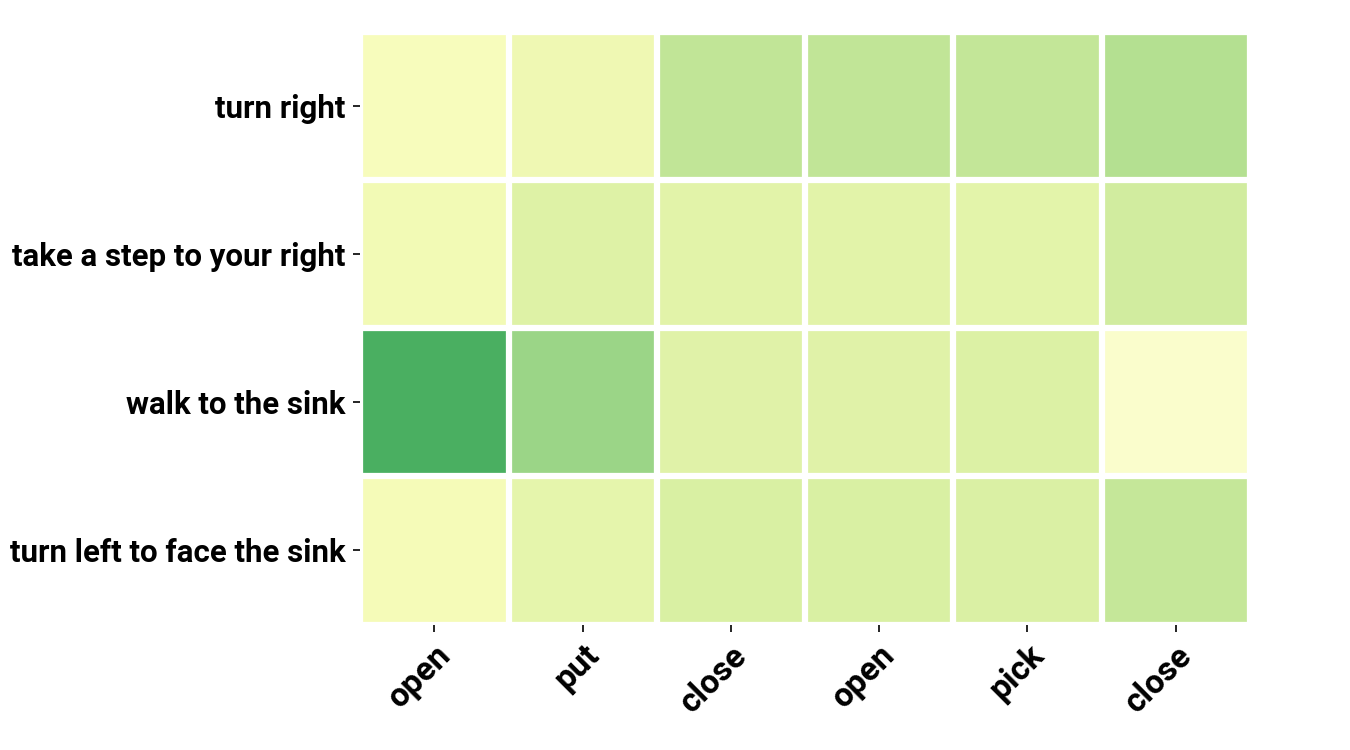 turn right
take a step to your right
walk to the sink
turn left to face the sink
open
put
close
open
pick
close